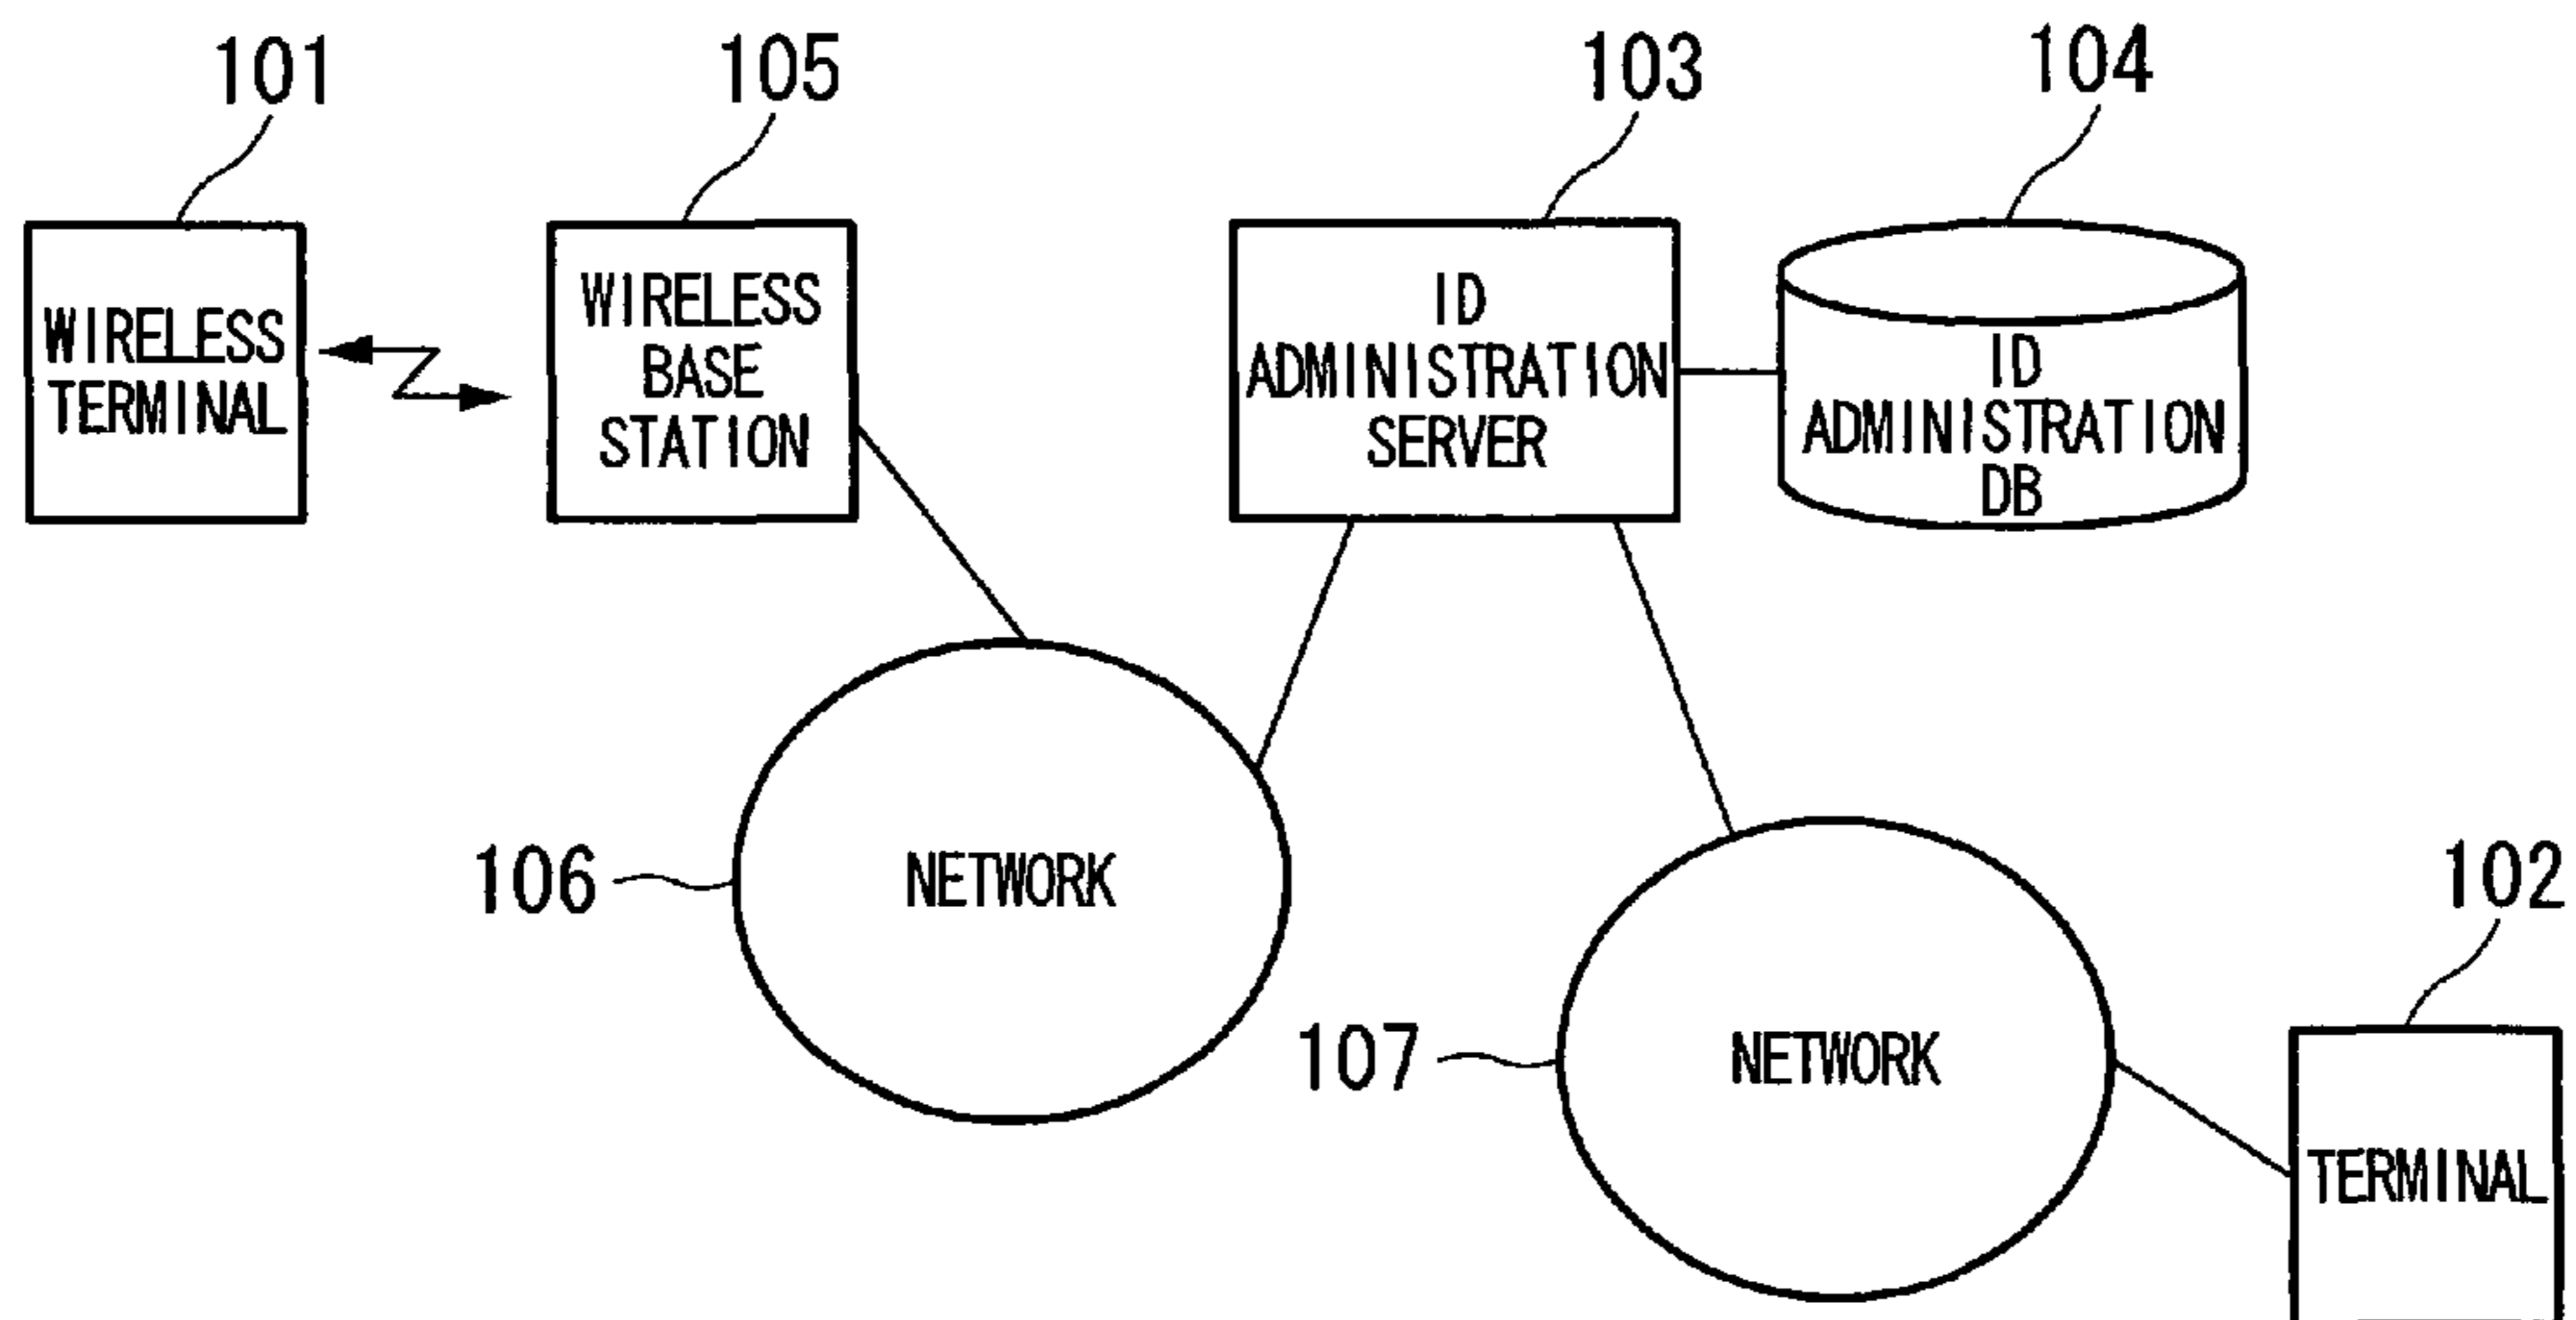 101
105
103
104
WIRELESS
TERMINAL
WIRELESS
BASE
STATION
ID
ADMINISTRATION
SERVER
ID
ADMINISTRATION
DB
106
NETWORK
102
107
NETWORK
TERMINAL